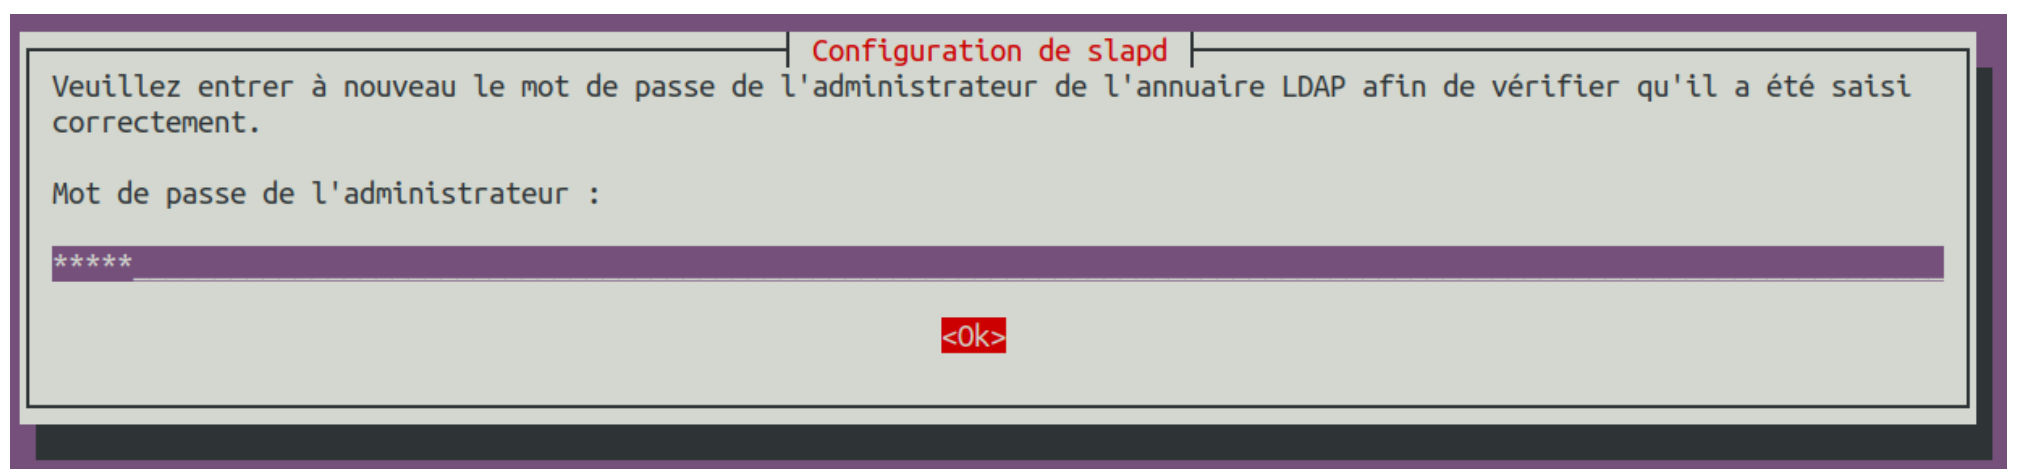 Configuration de slapd
Veuillez entrer à nouveau le mot de passe de l'administrateur de l'annuaire LDAP afin de vérifier qu'il a été saisi
correctement.
Mot de passe de l'administrateur :
*****
<Ok>